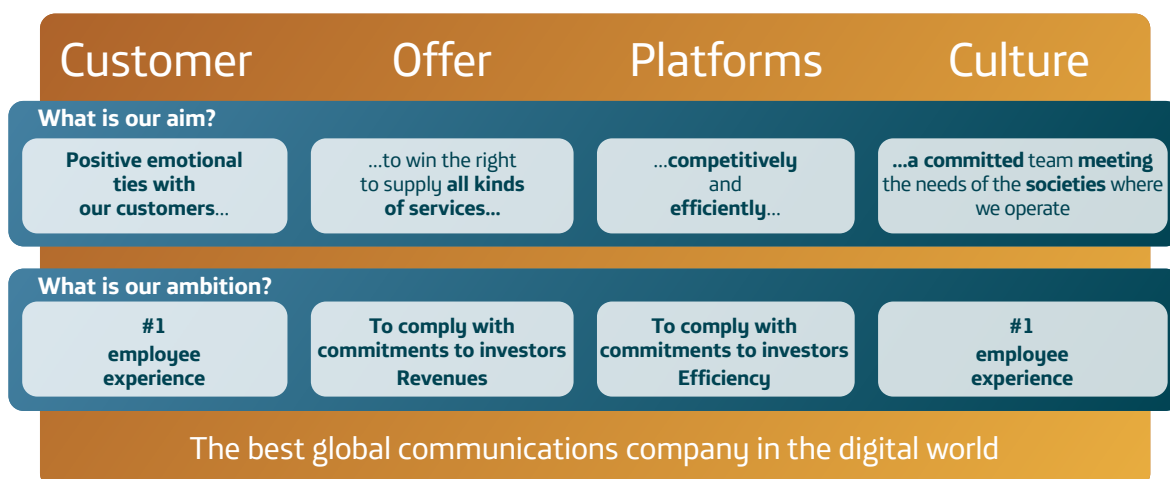 Customer
Offer
Platforms
Culture
What is our aim?
Positive emotional
ties with
our customers...
...to win the right
to supply all kinds
of services...
...competitively
and
efficiently...
...a committed team meeting
the needs of the societies where
we operate
What is our ambition?
#1
employee
experience
To comply with
commitments to investors
Revenues
To comply with
commitments to investors
Efficiency
#1
employee
experience
The best global communications company in the digital world